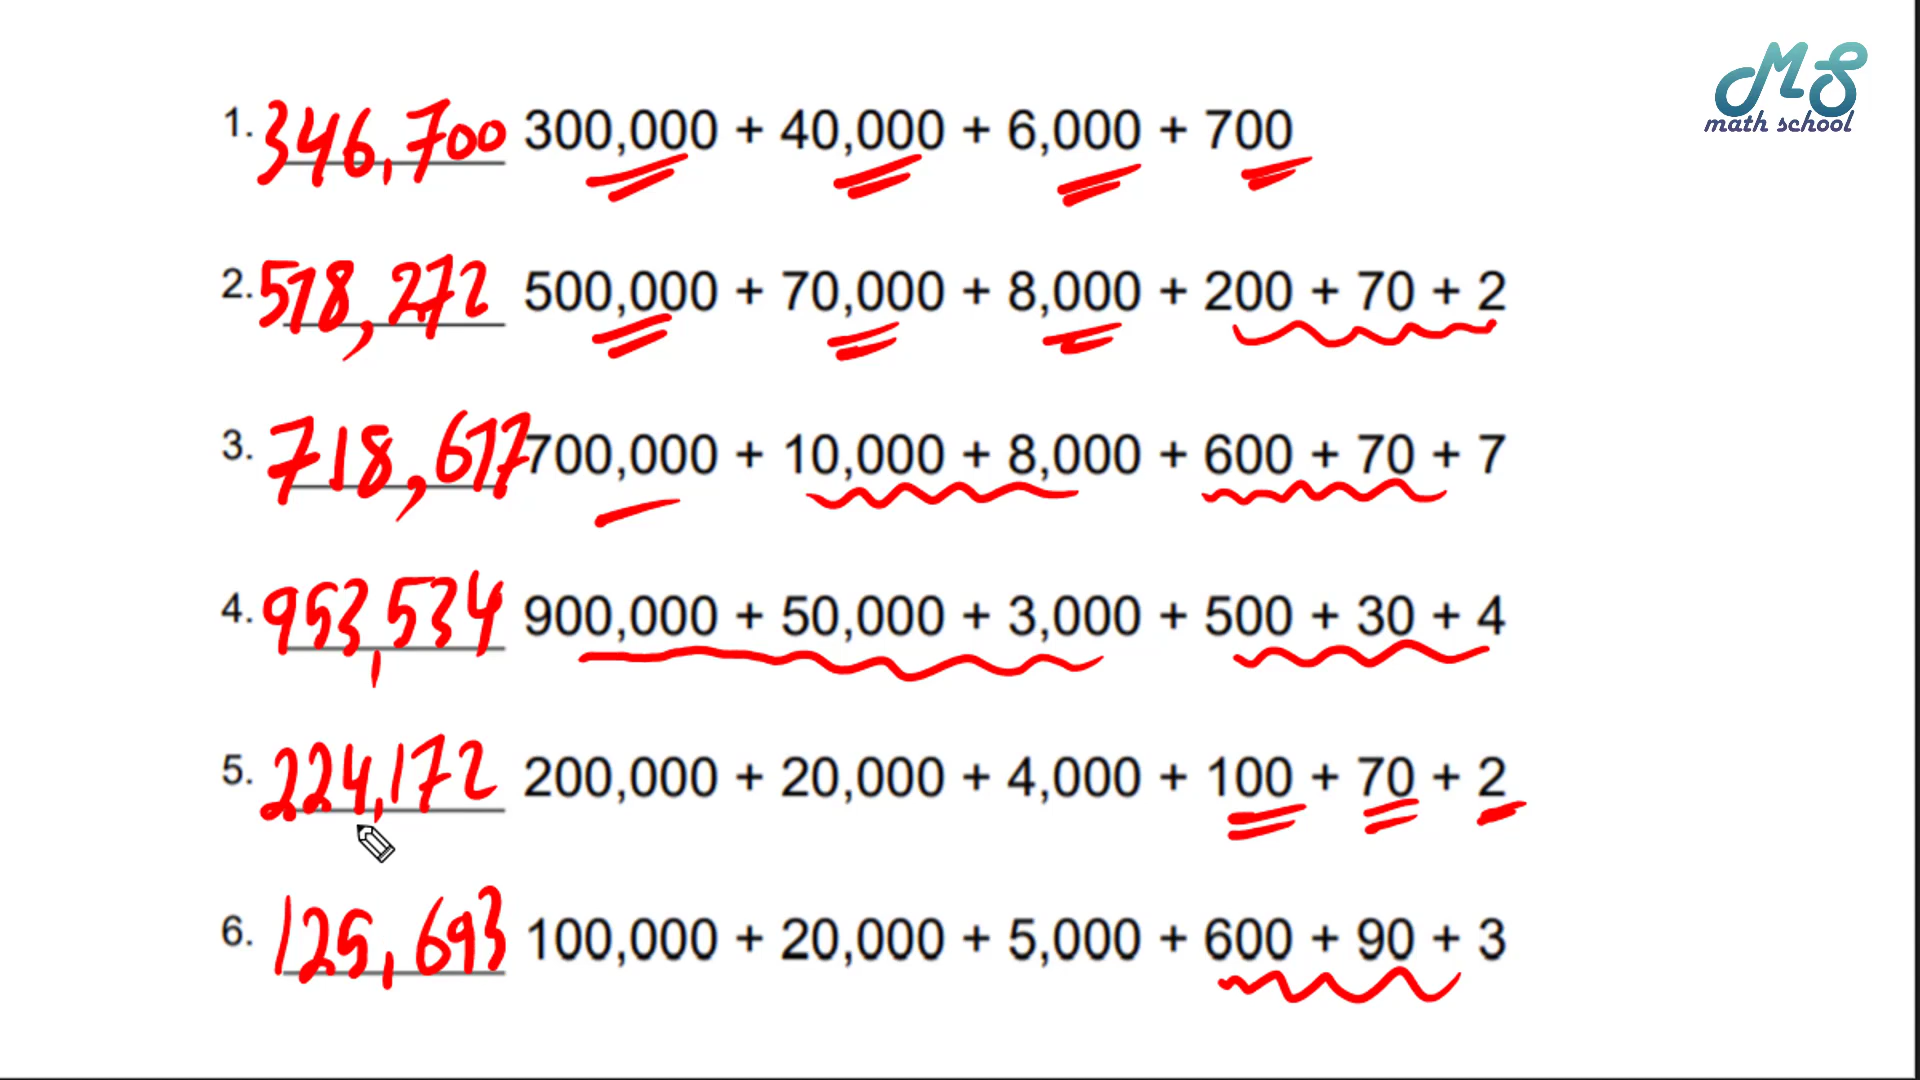 MS
math school
1. 346,700 300,000 + 40,000 + 6,000 + 700
2. 578,272 500,000 + 70,000 + 8,000 + 200 + 70 + 2
3. 718,677 700,000 + 10,000 + 8,000 + 600 + 70 + 7
4. 953,534 900,000 + 50,000 + 3,000 + 500 + 30 + 4
5. 224,172 200,000 + 20,000 + 4,000 + 100 + 70 + 2
6. 125,693 100,000 + 20,000 + 5,000 + 600 + 90 + 3